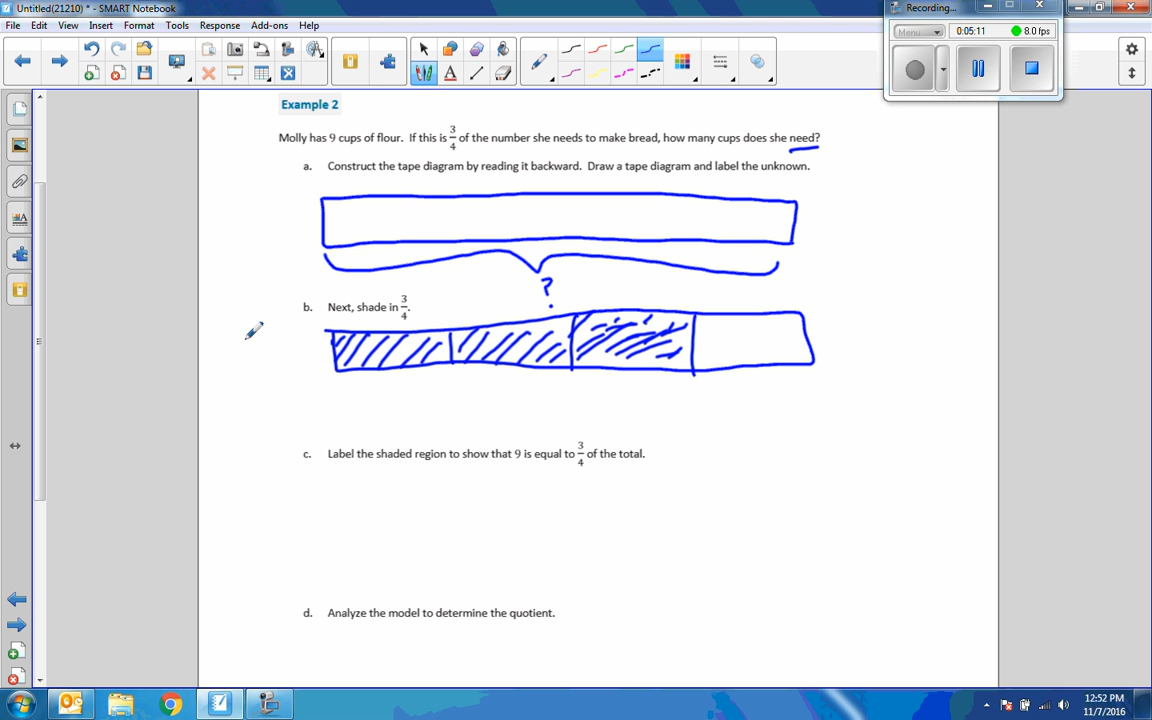 Untitled(21210) * - SMART Notebook
Recording...
File Edit View Insert Format Tools Response Add-ons Help
Menu 0:05:11 8.0 fps
Example 2
Molly has 9 cups of flour. If this is 3/4 of the number she needs to make bread, how many cups does she need?
a. Construct the tape diagram by reading it backward. Draw a tape diagram and label the unknown.
?
b. Next, shade in 3/4.
c. Label the shaded region to show that 9 is equal to 3/4 of the total.
d. Analyze the model to determine the quotient.
12:52 PM
11/7/2016